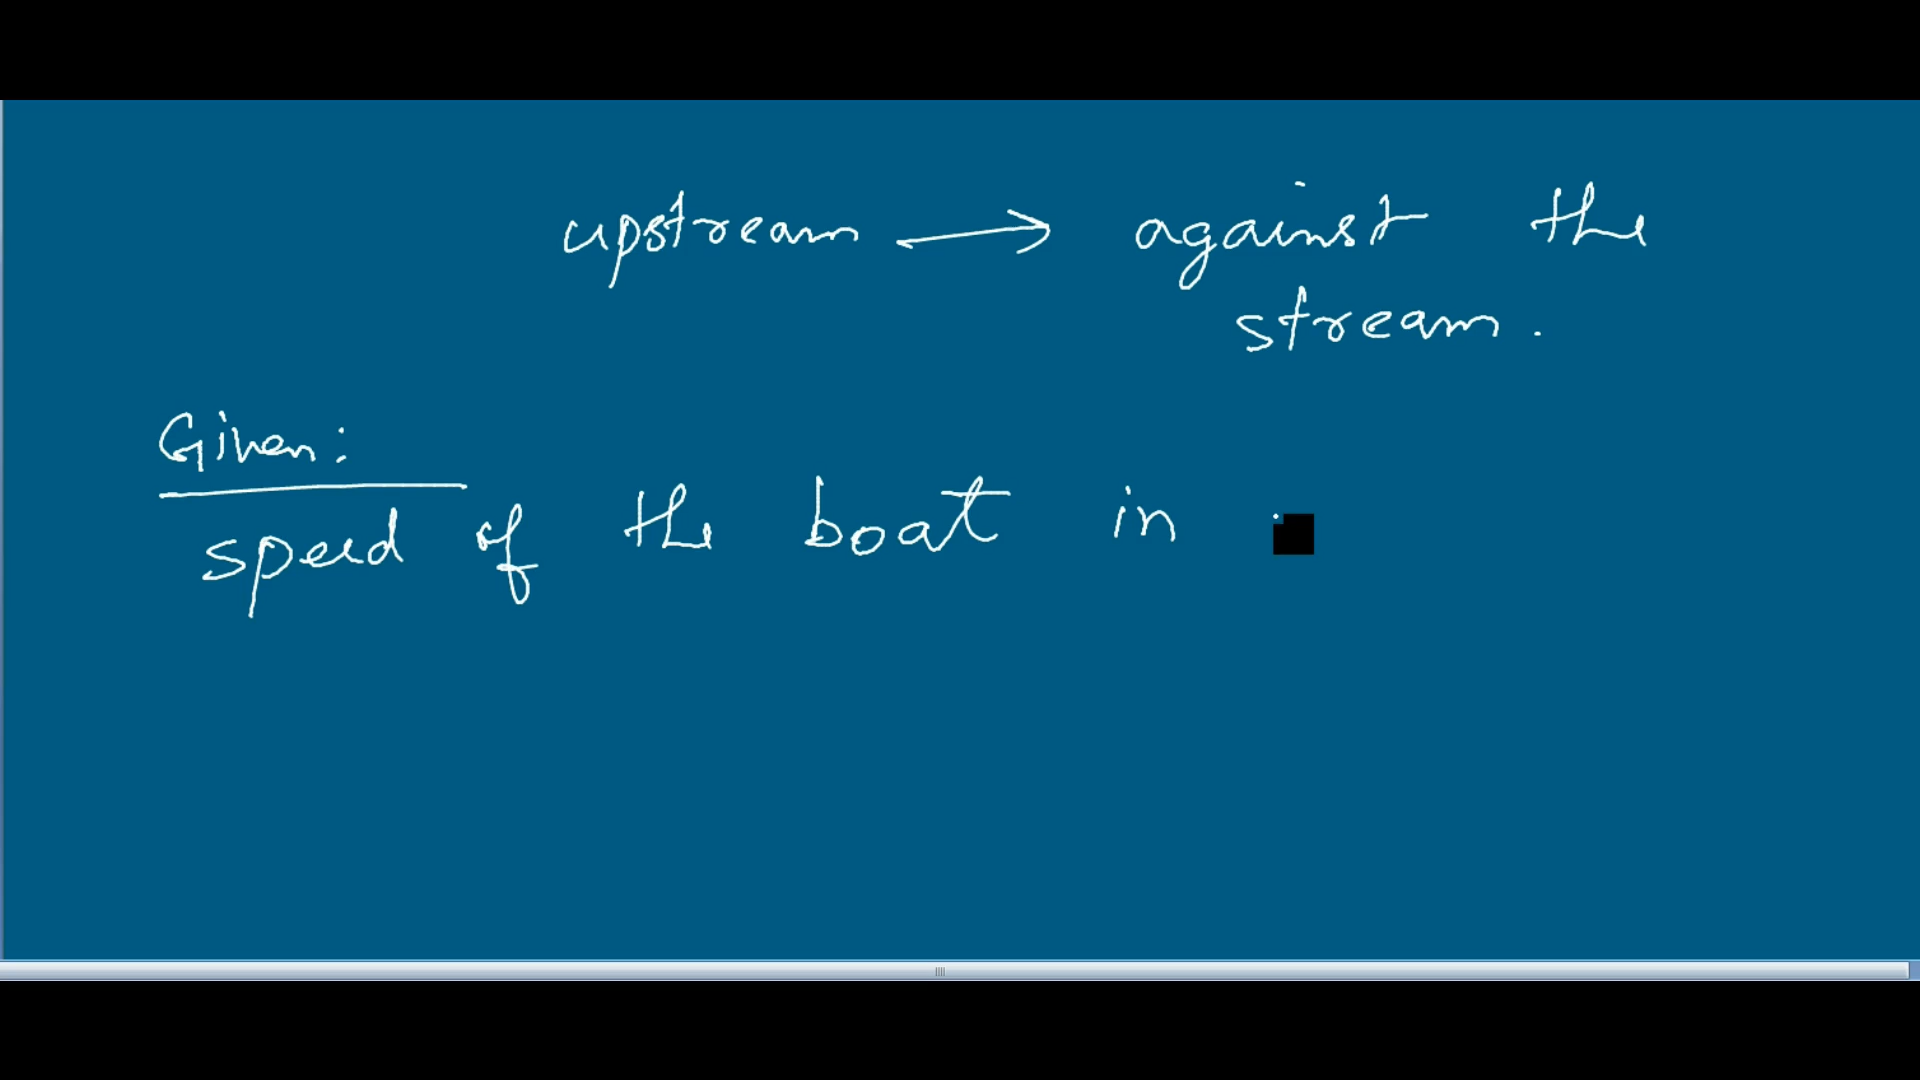 upstream → against the
stream.
Given:
speed of the boat in